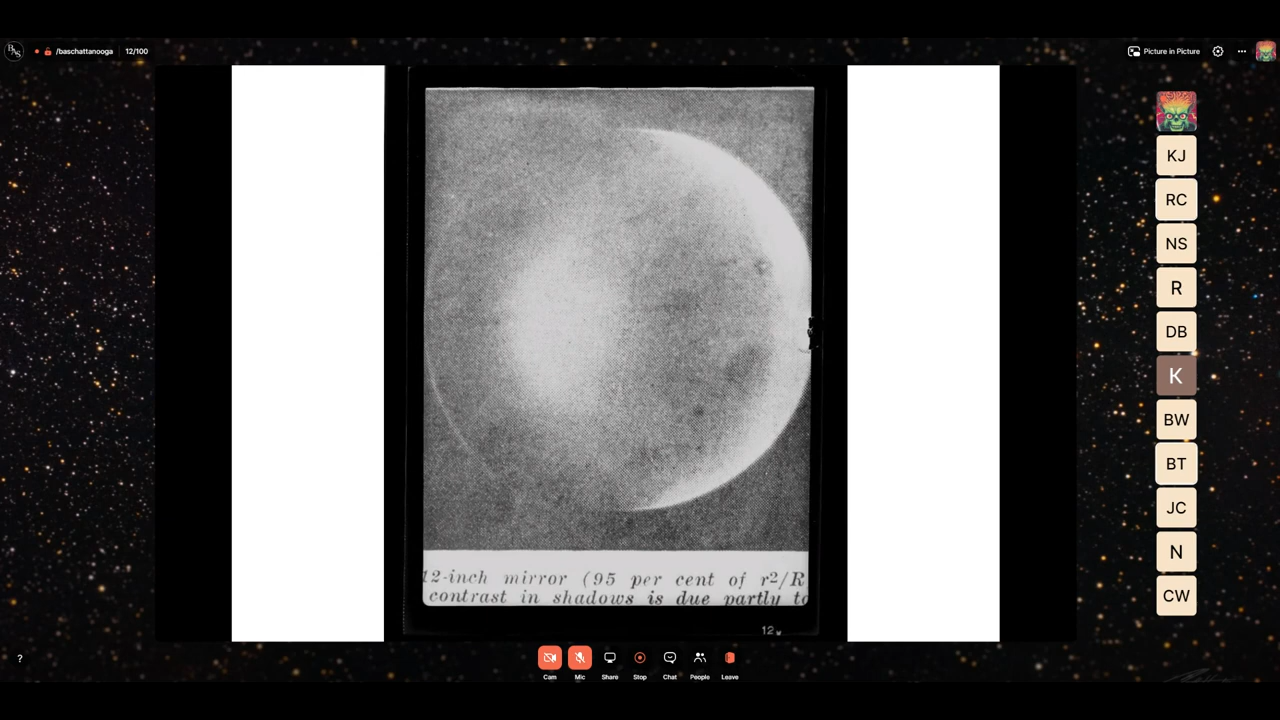 BAS
/baschattanooga
12/100
Picture in Picture
KJ
RC
NS
R
DB
K
BW
BT
JC
N
CW
12-inch mirror (95 per cent of r²/R
contrast in shadows is due partly to
12
?
Cam
Mic
Share
Stop
Chat
People
Leave